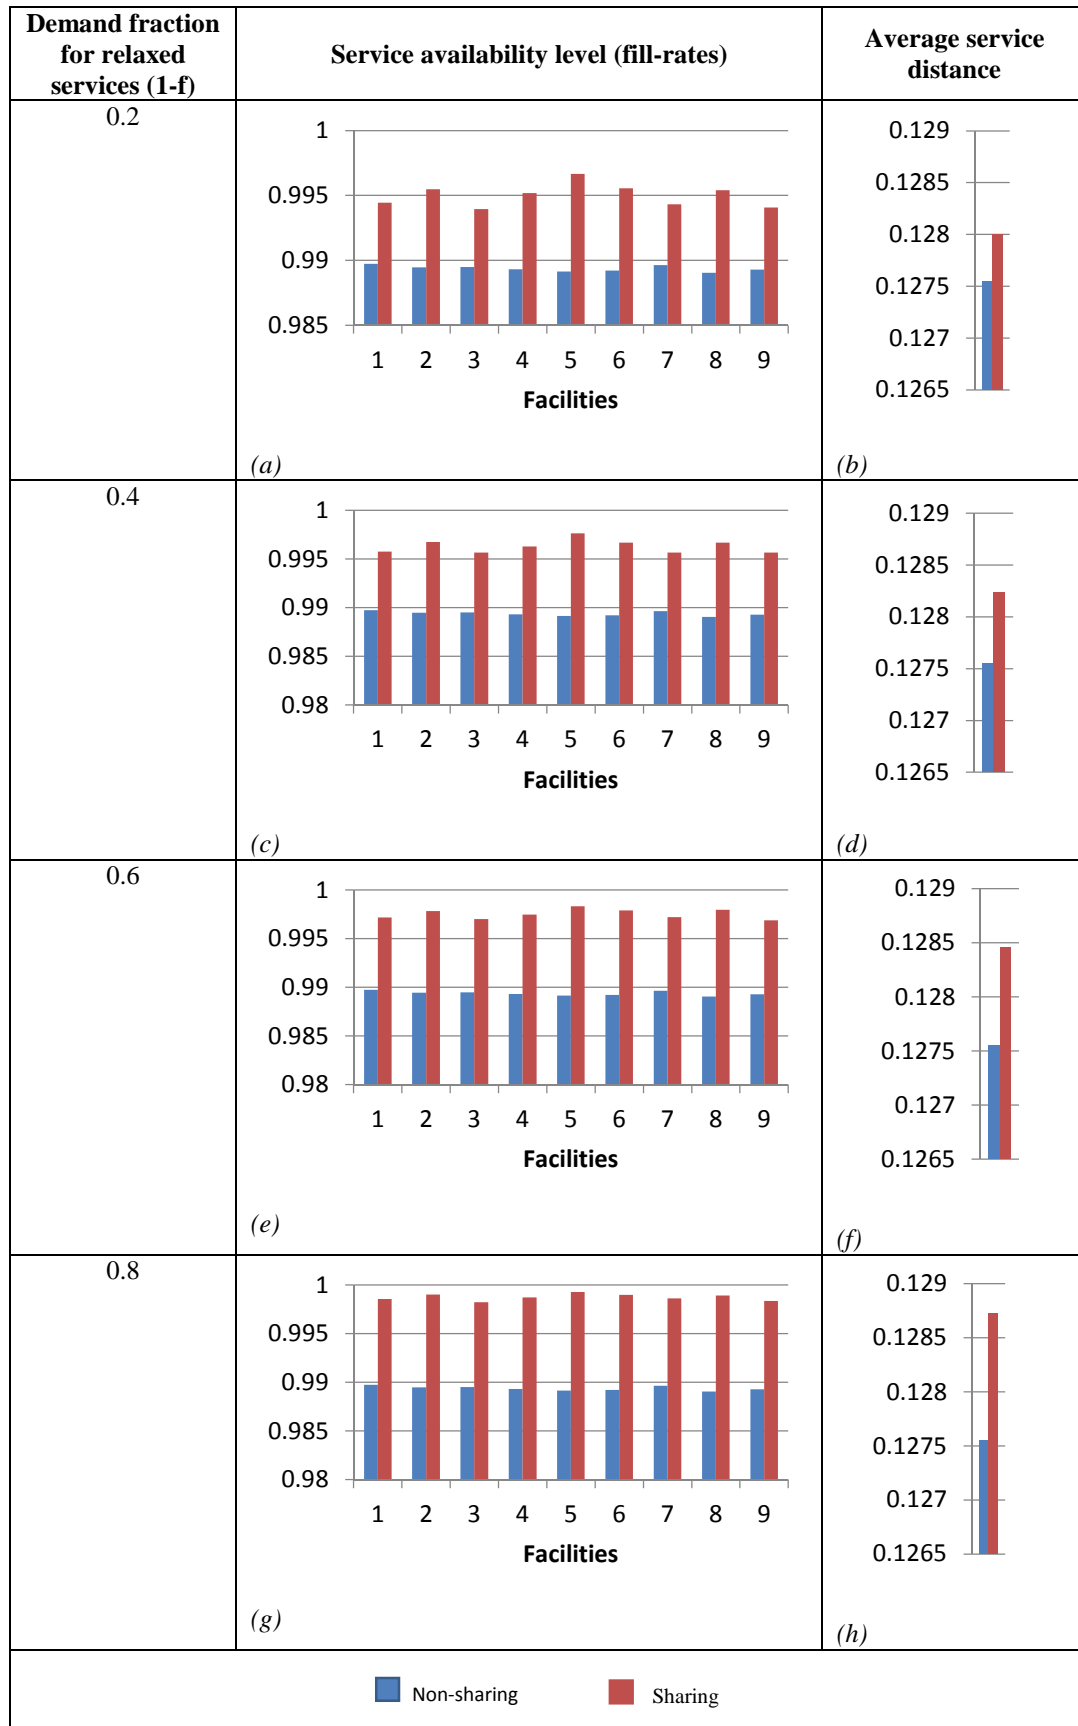 Demand fraction
for relaxed
services (1-f)
Service availability level (fill-rates)
Average service
distance
0.2
1
0.995
0.99
0.985
1 2 3 4 5 6 7 8 9
Facilities
(a)
0.129
0.1285
0.128
0.1275
0.127
0.1265
(b)
0.4
1
0.995
0.99
0.985
0.98
1 2 3 4 5 6 7 8 9
Facilities
(c)
0.129
0.1285
0.128
0.1275
0.127
0.1265
(d)
0.6
1
0.995
0.99
0.985
0.98
1 2 3 4 5 6 7 8 9
Facilities
(e)
0.129
0.1285
0.128
0.1275
0.127
0.1265
(f)
0.8
1
0.995
0.99
0.985
0.98
1 2 3 4 5 6 7 8 9
Facilities
(g)
0.129
0.1285
0.128
0.1275
0.127
0.1265
(h)
Non-sharing Sharing